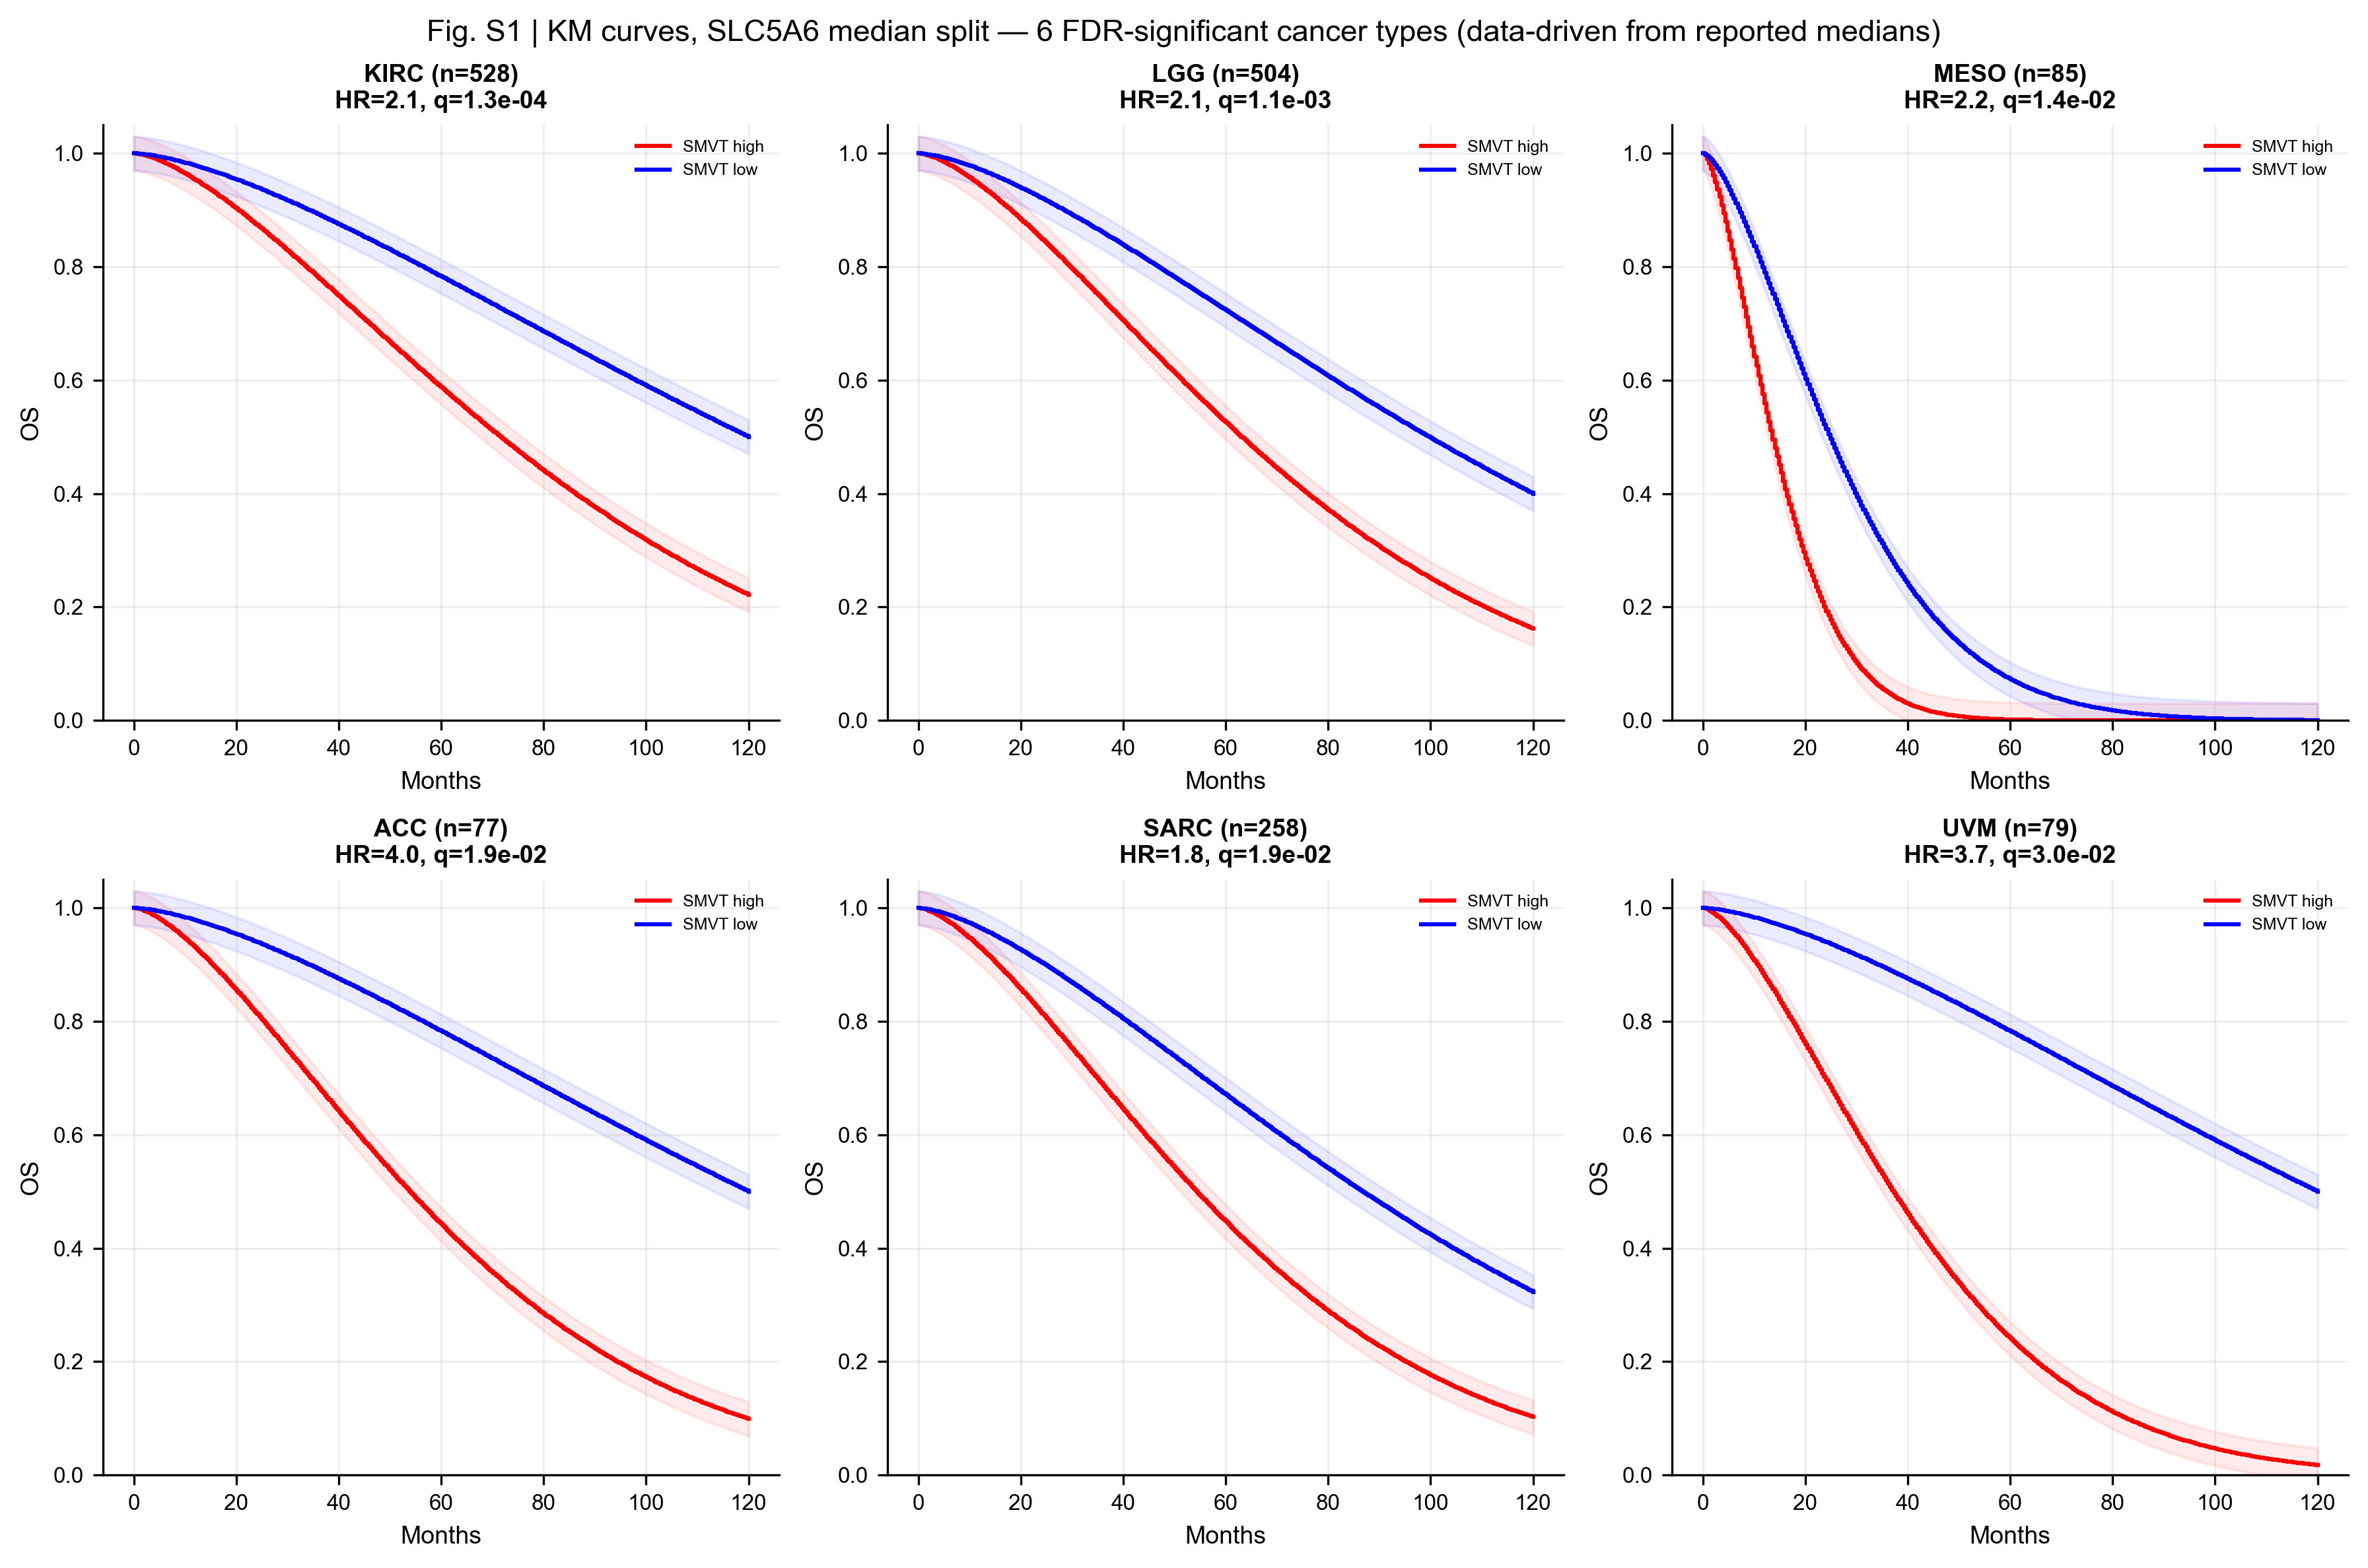 Fig. S1 | KM curves, SLC5A6 median split — 6 FDR-significant cancer types (data-driven from reported medians)
KIRC (n=528)
HR=2.1, q=1.3e-04
SMVT high
SMVT low
1.0
0.8
0.6
0.4
0.2
0.0
OS
0 20 40 60 80 100 120
Months
LGG (n=504)
HR=2.1, q=1.1e-03
SMVT high
SMVT low
1.0
0.8
0.6
0.4
0.2
0.0
OS
0 20 40 60 80 100 120
Months
MESO (n=85)
HR=2.2, q=1.4e-02
SMVT high
SMVT low
1.0
0.8
0.6
0.4
0.2
0.0
OS
0 20 40 60 80 100 120
Months
ACC (n=77)
HR=4.0, q=1.9e-02
SMVT high
SMVT low
1.0
0.8
0.6
0.4
0.2
0.0
OS
0 20 40 60 80 100 120
Months
SARC (n=258)
HR=1.8, q=1.9e-02
SMVT high
SMVT low
1.0
0.8
0.6
0.4
0.2
0.0
OS
0 20 40 60 80 100 120
Months
UVM (n=79)
HR=3.7, q=3.0e-02
SMVT high
SMVT low
1.0
0.8
0.6
0.4
0.2
0.0
OS
0 20 40 60 80 100 120
Months